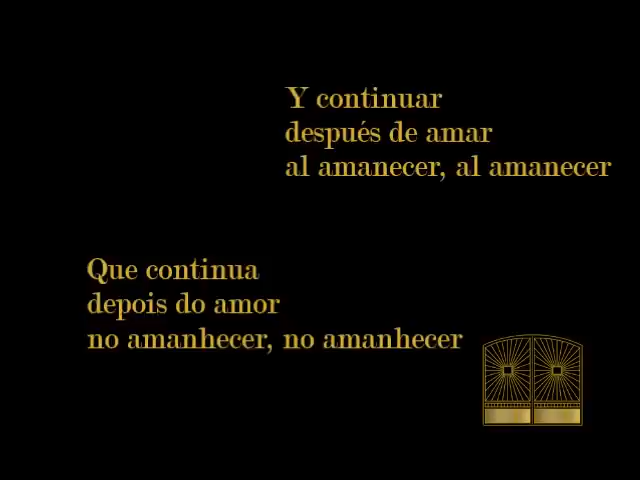 Y continuar
después de amar
al amanecer, al amanecer
Que continua
depois do amor
no amanhecer, no amanhecer